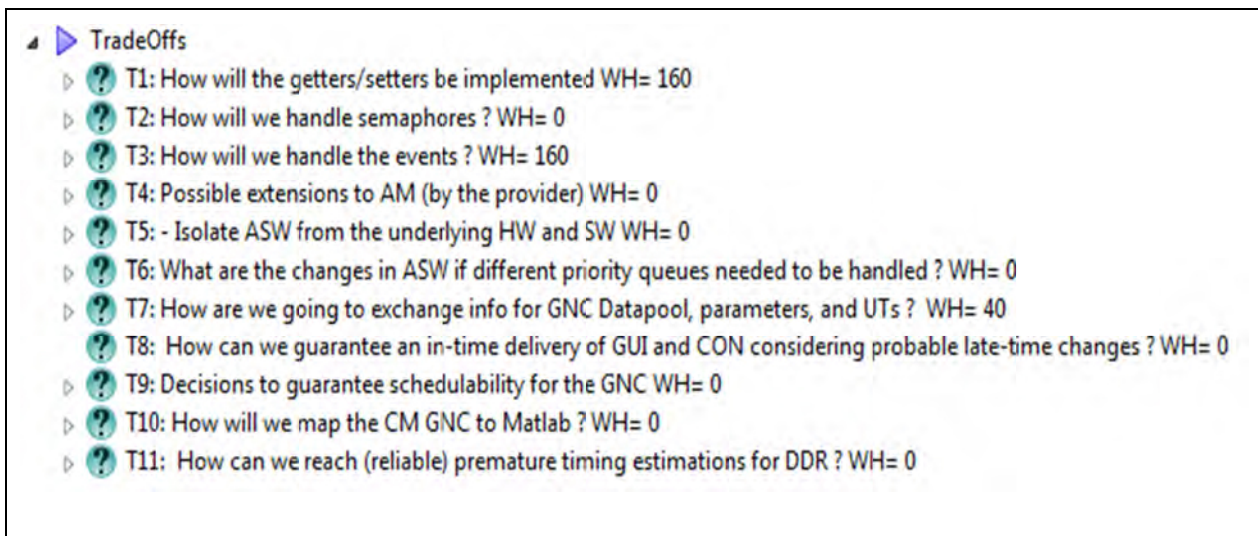 TradeOffs
T1: How will the getters/setters be implemented WH= 160
T2: How will we handle semaphores ? WH= 0
T3: How will we handle the events ? WH= 160
T4: Possible extensions to AM (by the provider) WH= 0
T5: - Isolate ASW from the underlying HW and SW WH= 0
T6: What are the changes in ASW if different priority queues needed to be handled ? WH= 0
T7: How are we going to exchange info for GNC Datapool, parameters, and UTs ? WH= 40
T8: How can we guarantee an in-time delivery of GUI and CON considering probable late-time changes ? WH= 0
T9: Decisions to guarantee schedulability for the GNC WH= 0
T10: How will we map the CM GNC to Matlab ? WH= 0
T11: How can we reach (reliable) premature timing estimations for DDR ? WH= 0